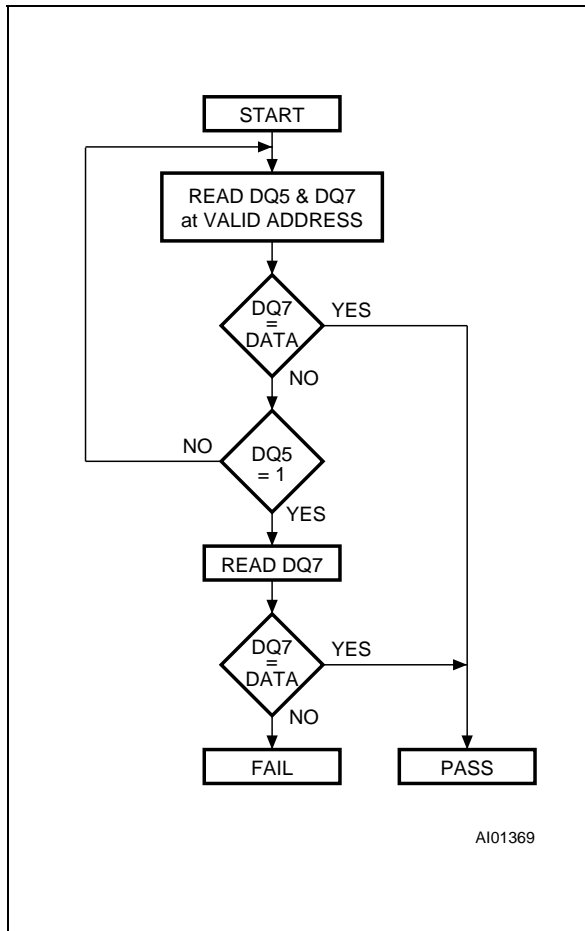 START
READ DQ5 & DQ7
at VALID ADDRESS
DQ7
=
DATA
YES
NO
DQ5
= 1
NO
YES
READ DQ7
DQ7
=
DATA
YES
NO
FAIL
PASS
AI01369